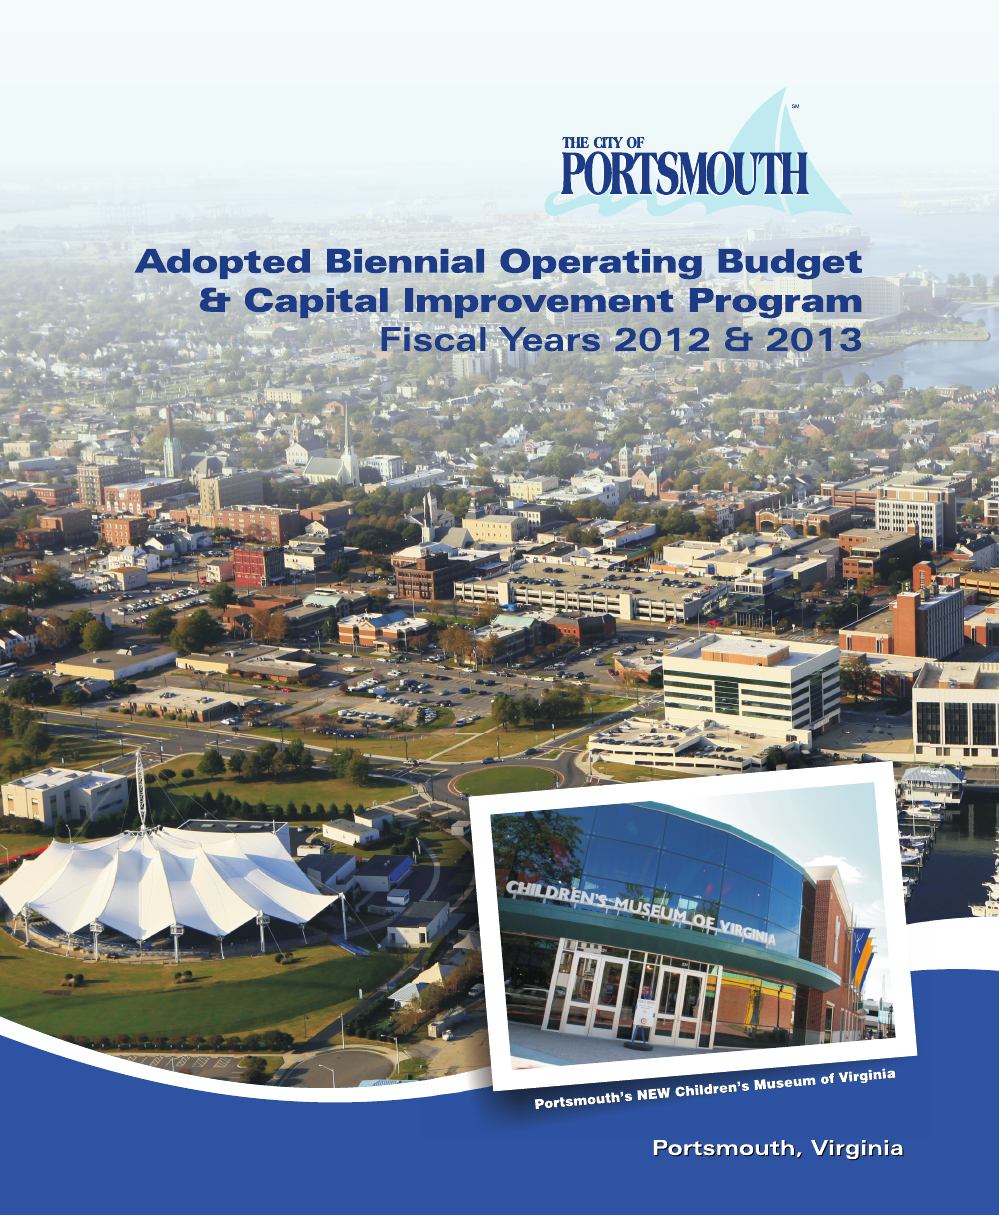 SM
THE CITY OF
PORTSMOUTH
Adopted Biennial Operating Budget
& Capital Improvement Program
Fiscal Years 2012 & 2013
CHILDREN'S MUSEUM OF VIRGINIA
Portsmouth's NEW Children's Museum of Virginia
Portsmouth, Virginia